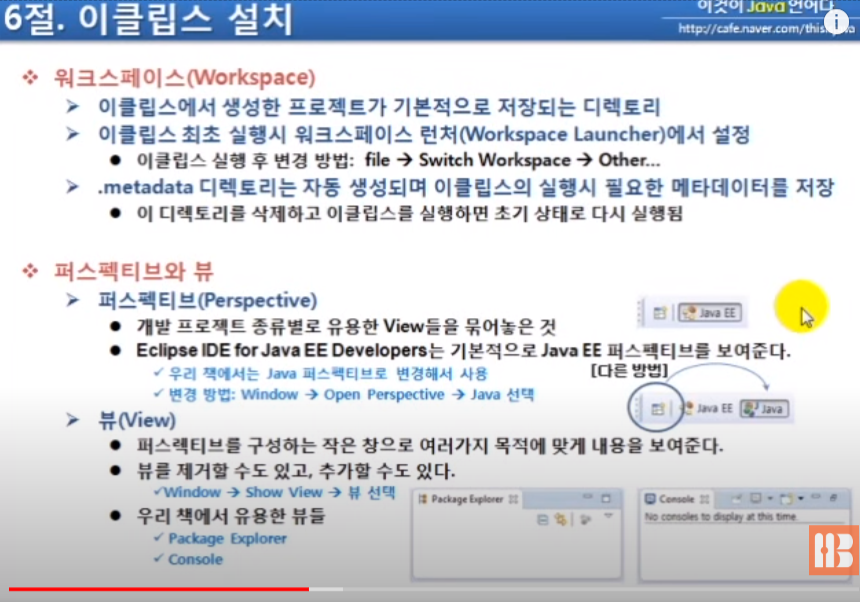 6절. 이클립스 설치
이것이 Java 언어다
http://cafe.naver.com/this
워크스페이스(Workspace)
이클립스에서 생성한 프로젝트가 기본적으로 저장되는 디렉토리
이클립스 최초 실행시 워크스페이스 런처(Workspace Launcher)에서 설정
이클립스 실행 후 변경 방법: file → Switch Workspace → Other...
.metadata 디렉토리는 자동 생성되며 이클립스의 실행시 필요한 메타데이터를 저장
이 디렉토리를 삭제하고 이클립스를 실행하면 초기 상태로 다시 실행됨
퍼스펙티브와 뷰
퍼스펙티브(Perspective)
개발 프로젝트 종류별로 유용한 View들을 묶어놓은 것
Java EE
Eclipse IDE for Java EE Developers는 기본적으로 Java EE 퍼스펙티브를 보여준다.
우리 책에서는 Java 퍼스펙티브로 변경해서 사용
[다른 방법]
변경 방법: Window → Open Perspective → Java 선택
Java EE Java
뷰(View)
퍼스렉티브를 구성하는 작은 창으로 여러가지 목적에 맞게 내용을 보여준다.
뷰를 제거할 수도 있고, 추가할 수도 있다.
Window → Show View → 뷰 선택
우리 책에서 유용한 뷰들
Package Explorer
Console
Package Explorer
Console
No consoles to display at this time.